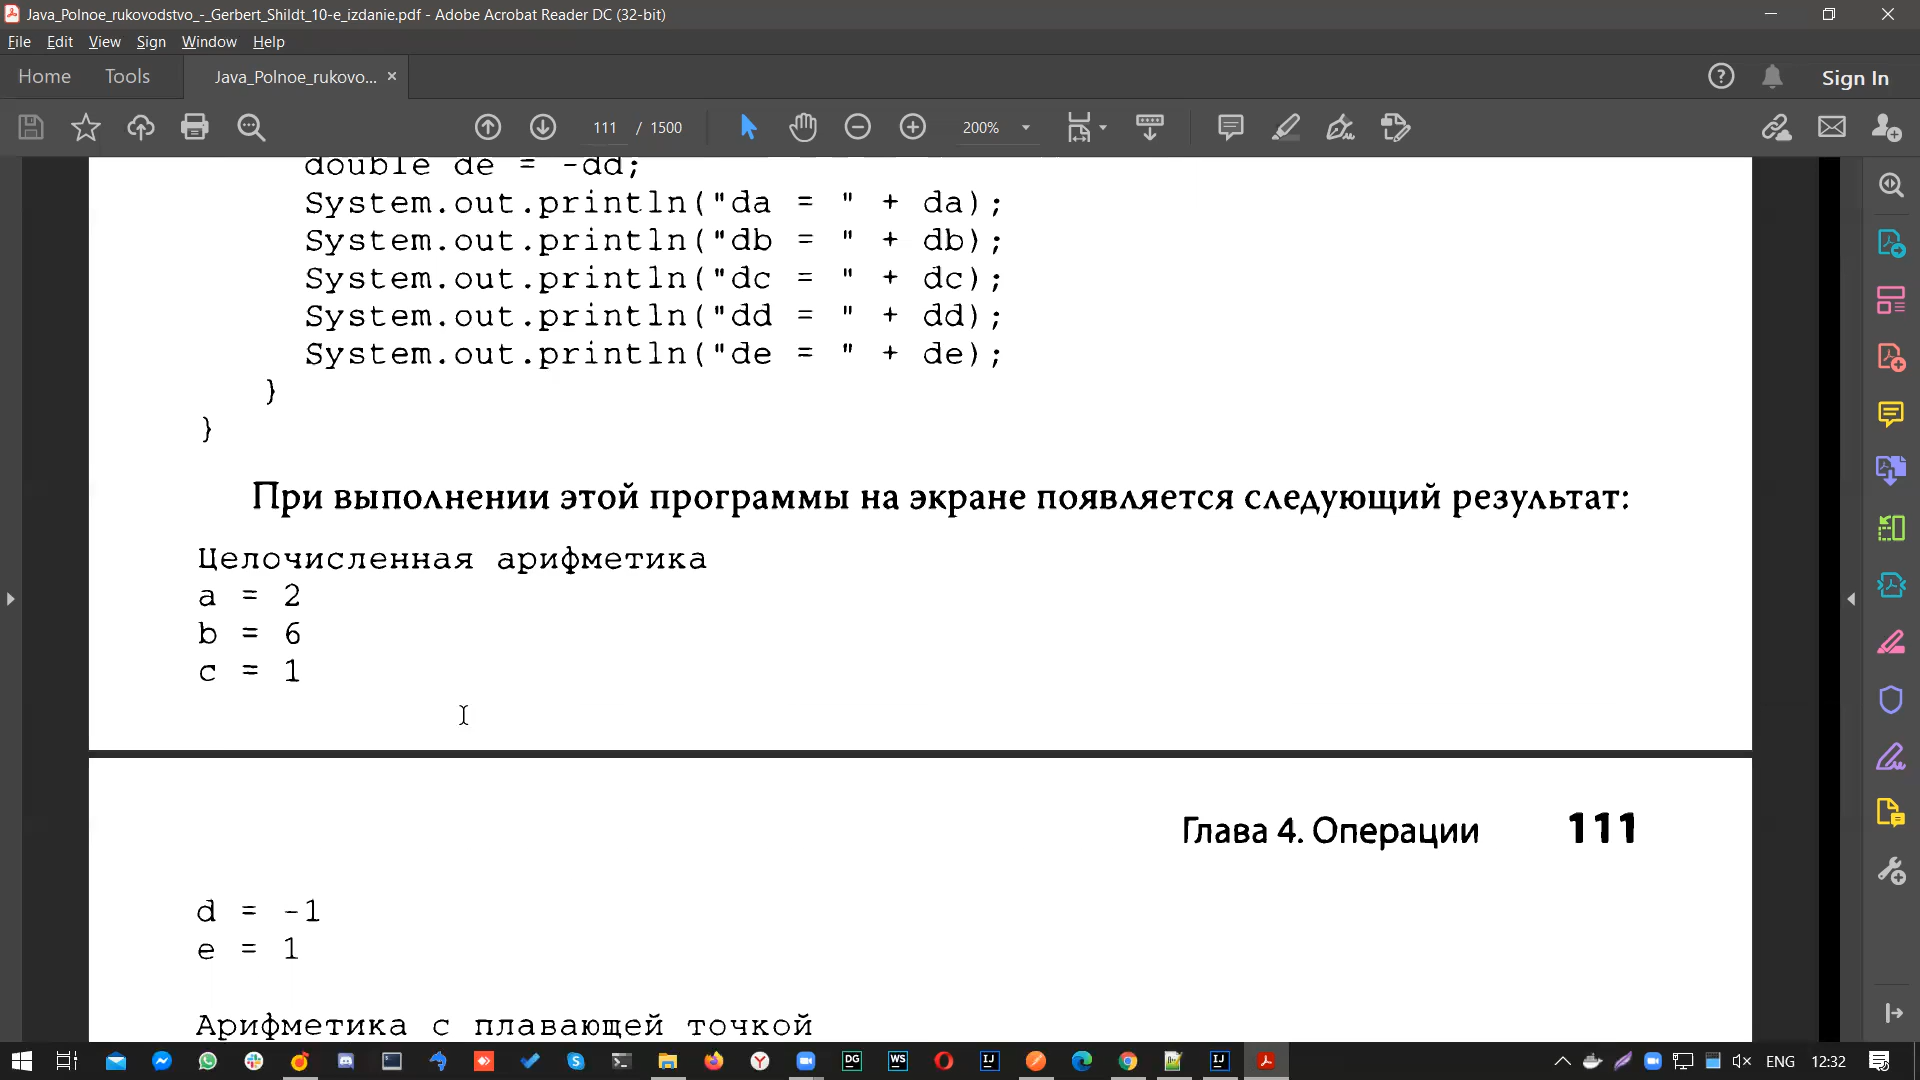 Java_Polnoe_rukovodstvo_-_Gerbert_Shildt_10-e_izdanie.pdf - Adobe Acrobat Reader DC (32-bit)
File Edit View Sign Window Help
Home Tools Java_Polnoe_rukovo... × Sign In
111 / 1500 200%
double de = -dd;
System.out.println("da = " + da);
System.out.println("db = " + db);
System.out.println("dc = " + dc);
System.out.println("dd = " + dd);
System.out.println("de = " + de);
}
}
При выполнении этой программы на экране появляется следующий результат:
Целочисленная арифметика
a = 2
b = 6
c = 1
Глава 4. Операции 111
d = -1
e = 1
Арифметика с плавающей точкой
DG WS IJ IJ ENG 12:32